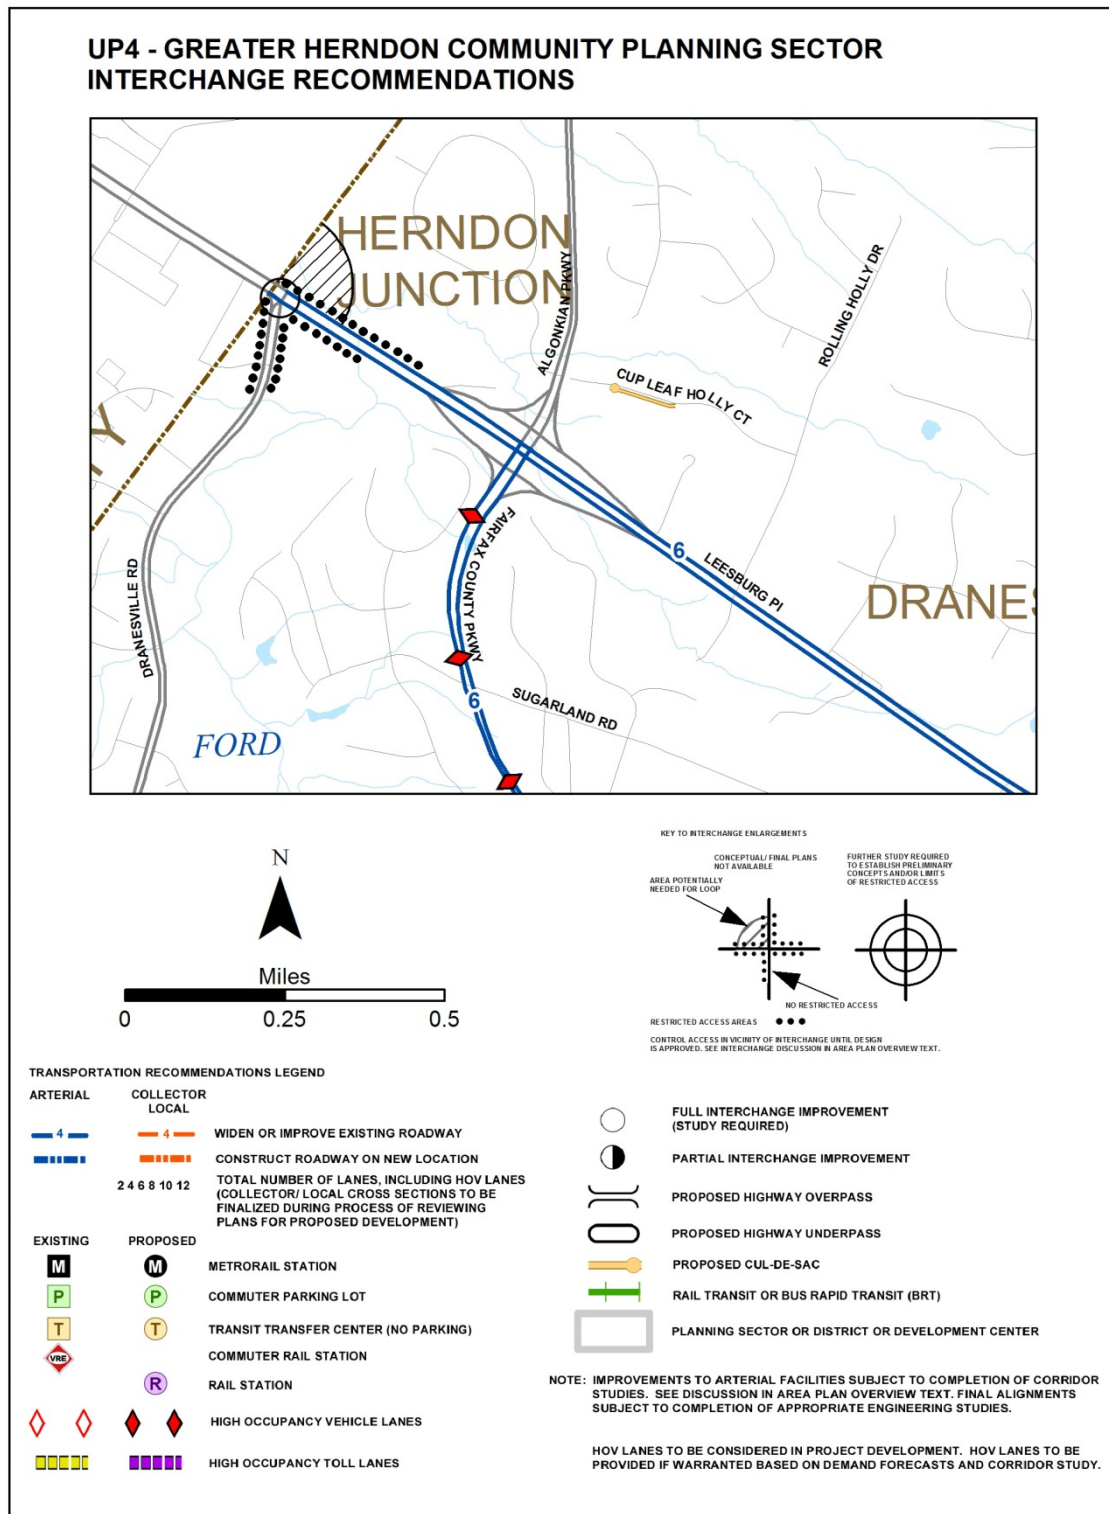 UP4 - GREATER HERNDON COMMUNITY PLANNING SECTOR
INTERCHANGE RECOMMENDATIONS
HERNDON
JUNCTION
ALGONKIAN PKWY
ROLLING HOLLY DR
CUP LEAF HOLLY CT
Y
FAIRFAX COUNTY PKWY
6
LEESBURG PI
DRANESVILLE RD
DRANES
6
SUGARLAND RD
FORD
N
Miles
0 0.25 0.5
KEY TO INTERCHANGE ENLARGEMENTS
CONCEPTUAL/ FINAL PLANS
NOT AVAILABLE
AREA POTENTIALLY
NEEDED FOR LOOP
FURTHER STUDY REQUIRED
TO ESTABLISH PRELIMINARY
CONCEPTS AND/OR LIMITS
OF RESTRICTED ACCESS
NO RESTRICTED ACCESS
RESTRICTED ACCESS AREAS
CONTROL ACCESS IN VICINITY OF INTERCHANGE UNTIL DESIGN
IS APPROVED. SEE INTERCHANGE DISCUSSION IN AREA PLAN OVERVIEW TEXT.
TRANSPORTATION RECOMMENDATIONS LEGEND
ARTERIAL COLLECTOR
LOCAL
4 4 WIDEN OR IMPROVE EXISTING ROADWAY
CONSTRUCT ROADWAY ON NEW LOCATION
2 4 6 8 10 12 TOTAL NUMBER OF LANES, INCLUDING HOV LANES
(COLLECTOR/ LOCAL CROSS SECTIONS TO BE
FINALIZED DURING PROCESS OF REVIEWING
PLANS FOR PROPOSED DEVELOPMENT)
EXISTING PROPOSED
M M METRORAIL STATION
P P COMMUTER PARKING LOT
T T TRANSIT TRANSFER CENTER (NO PARKING)
VRE COMMUTER RAIL STATION
R RAIL STATION
HIGH OCCUPANCY VEHICLE LANES
HIGH OCCUPANCY TOLL LANES
FULL INTERCHANGE IMPROVEMENT
(STUDY REQUIRED)
PARTIAL INTERCHANGE IMPROVEMENT
PROPOSED HIGHWAY OVERPASS
PROPOSED HIGHWAY UNDERPASS
PROPOSED CUL-DE-SAC
RAIL TRANSIT OR BUS RAPID TRANSIT (BRT)
PLANNING SECTOR OR DISTRICT OR DEVELOPMENT CENTER
NOTE: IMPROVEMENTS TO ARTERIAL FACILITIES SUBJECT TO COMPLETION OF CORRIDOR
STUDIES. SEE DISCUSSION IN AREA PLAN OVERVIEW TEXT. FINAL ALIGNMENTS
SUBJECT TO COMPLETION OF APPROPRIATE ENGINEERING STUDIES.
HOV LANES TO BE CONSIDERED IN PROJECT DEVELOPMENT. HOV LANES TO BE
PROVIDED IF WARRANTED BASED ON DEMAND FORECASTS AND CORRIDOR STUDY.